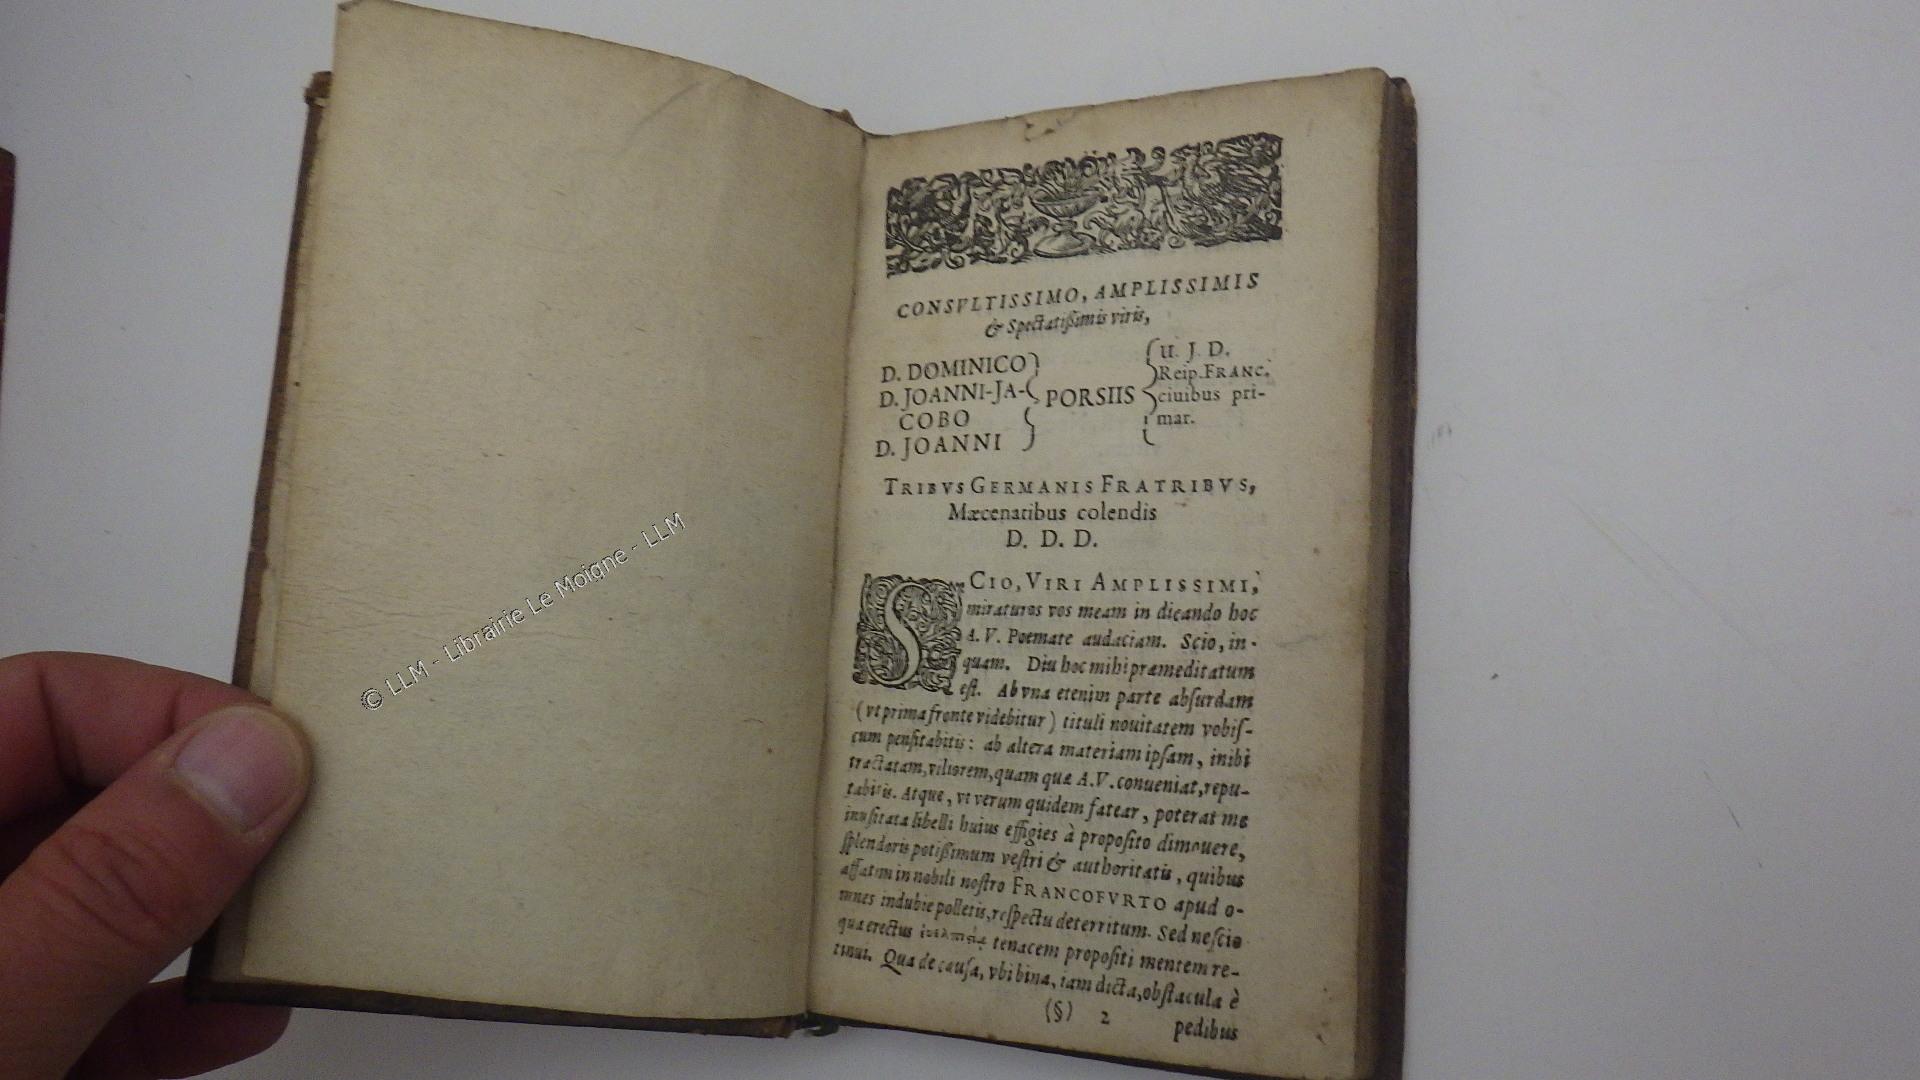 © LLM - Librairie Le Moigne - LLM
CONSVLTISSIMO, AMPLISSIMIS
& Spectatißimis viris,
D. DOMINICO
D. JOANNI-JA-
COBO
D. JOANNI
PORSIIS
U. J. D.
Reip. FRANC.
ciuibus pri-
mar.
TRIBVS GERMANIS FRATRIBVS,
Mæcenatibus colendis
D. D. D.
SCIO, VIRI AMPLISSIMI,
miraturos vos meam in dicando hoc
A. V. Poemate audaciam. Scio, in-
quam. Diu hoc mihi præmeditatum
est. Ab vna etenim parte absurdam
(vt prima fronte videbitur) tituli nouitatem vobis-
cum pensitabitis: ab altera materiam ipsam, inibi
tractatam, viliorem, quam quæ A. V. conueniat, repu-
tabitis. Atque, vt verum quidem fatear, poterat me
inusitata libelli huius effigies à proposito dimouere,
splendoris potißimum vestri & authoritatis, quibus
affatim in nobili nostro FRANCOFVRTO apud o-
mnes indubie polletis, respectu deterritum. Sed nescio
qua erectus tenacem propositi mentem re-
tinui. Qua de causa, vbi bina, iam dicta, obstacula è
(§) 2
pedibus